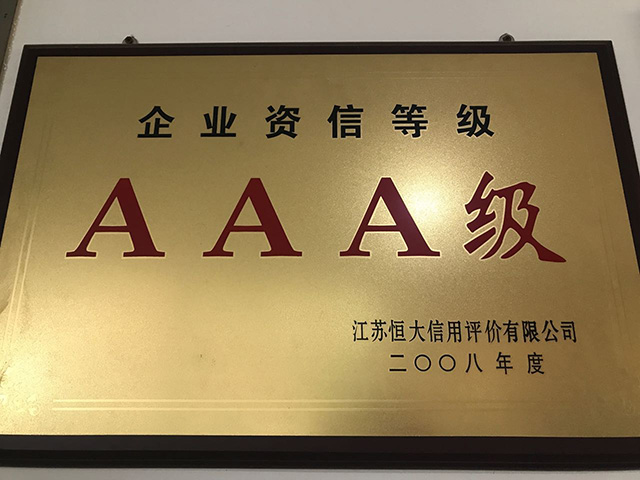 企业资信等级
AAA级
江苏恒大信用评价有限公司
二〇〇八年度